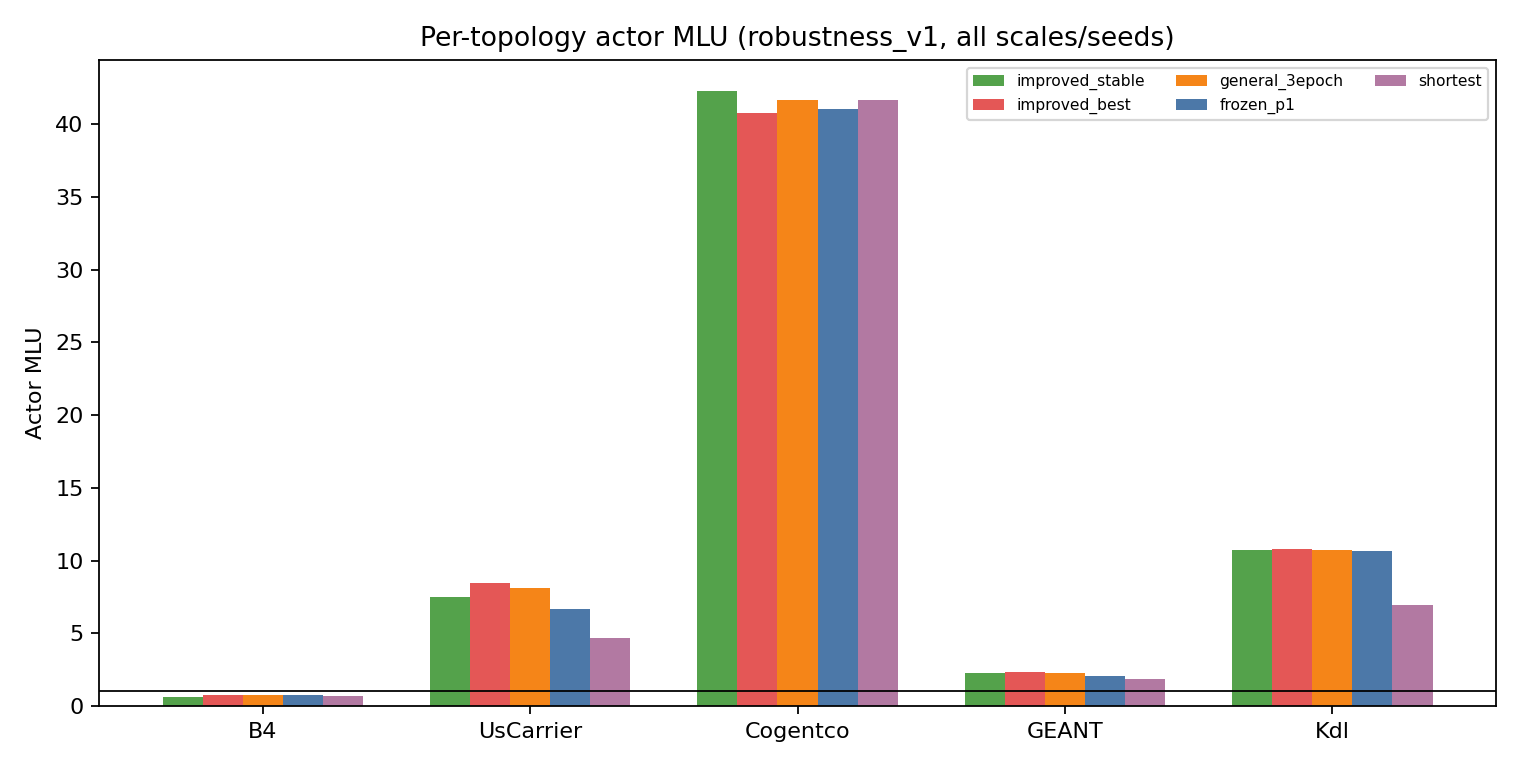 Per-topology actor MLU (robustness_v1, all scales/seeds)
improved_stable
improved_best
general_3epoch
frozen_p1
shortest
Actor MLU
40
35
30
25
20
15
10
5
0
B4 UsCarrier Cogentco GEANT Kdl